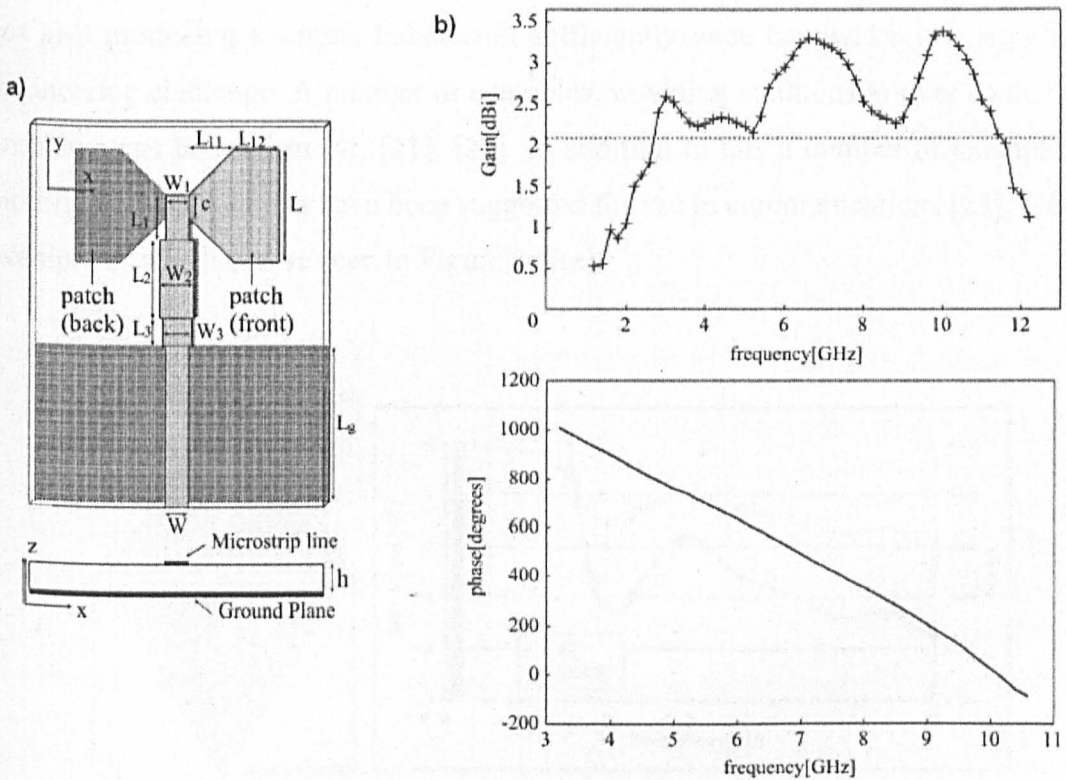 a)
y
x
L11 L12
W1
e
L
L1
L2
W2
patch
(back)
patch
(front)
L3
W3
Lg
W
Microstrip line
z
h
Ground Plane
x
b)
Gain[dBi]
3.5
3
2.5
2
1.5
1
0.5
0
2 4 6 8 10 12
frequency[GHz]
phase[degrees]
1200
1000
800
600
400
200
0
-200
3 4 5 6 7 8 9 10 11
frequency[GHz]